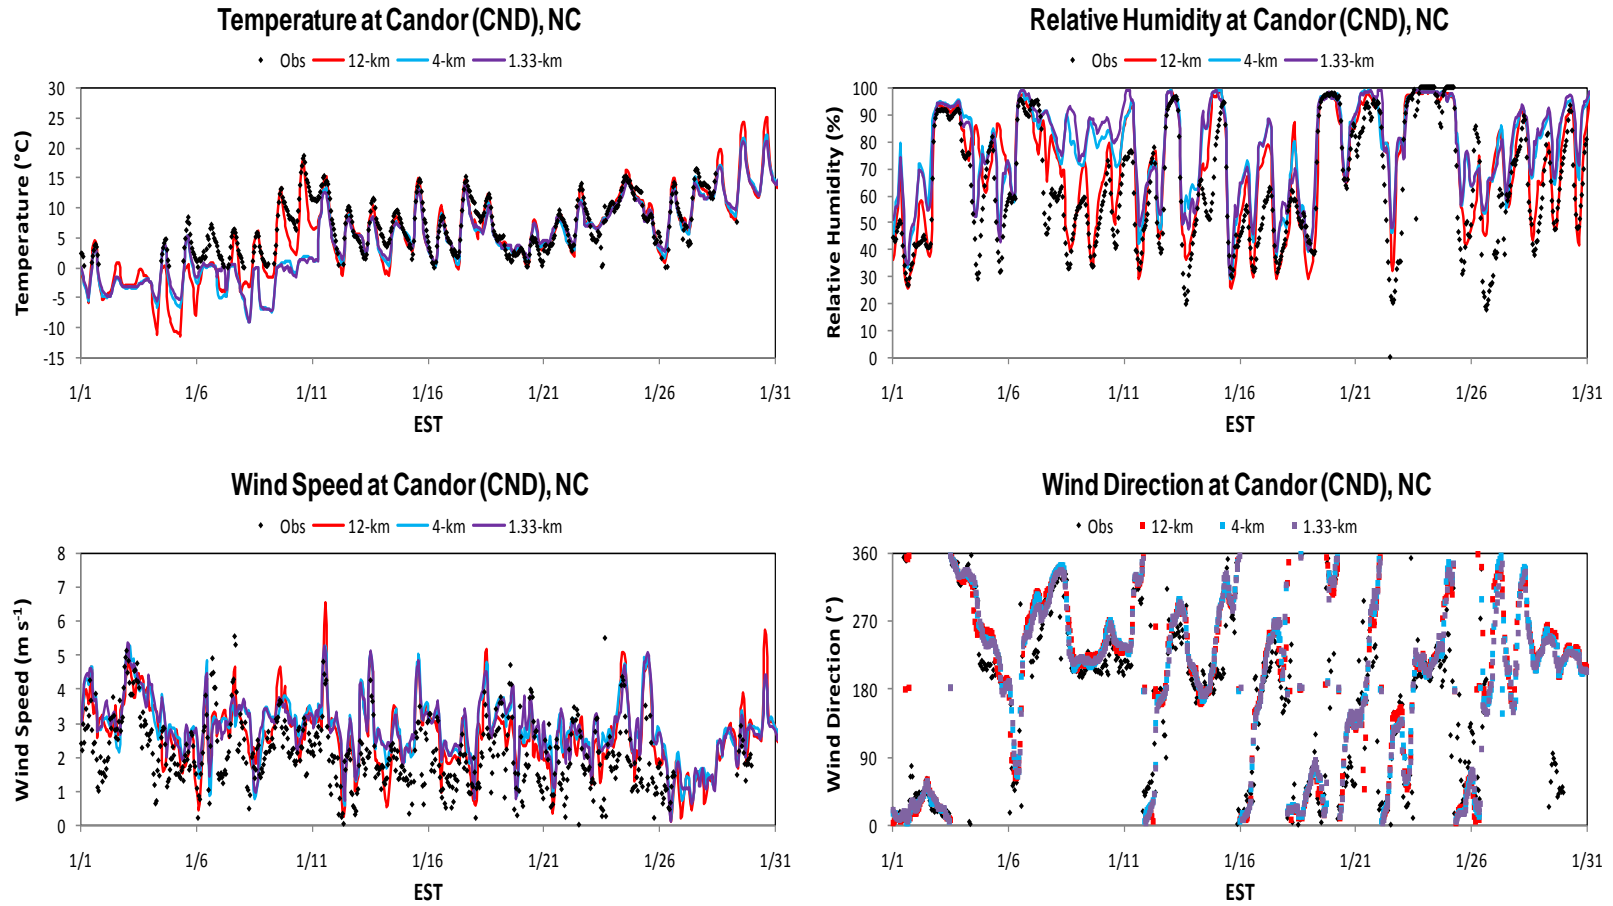 Temperature at Candor (CND), NC
Obs 12-km 4-km 1.33-km
Temperature (°C)
30
25
20
15
10
5
0
-5
-10
-15
1/1 1/6 1/11 1/16 1/21 1/26 1/31
EST
Relative Humidity at Candor (CND), NC
Obs 12-km 4-km 1.33-km
Relative Humidity (%)
100
90
80
70
60
50
40
30
20
10
0
1/1 1/6 1/11 1/16 1/21 1/26 1/31
EST
Wind Speed at Candor (CND), NC
Obs 12-km 4-km 1.33-km
Wind Speed (m s⁻¹)
8
7
6
5
4
3
2
1
0
1/1 1/6 1/11 1/16 1/21 1/26 1/31
EST
Wind Direction at Candor (CND), NC
Obs 12-km 4-km 1.33-km
Wind Direction (°)
360
270
180
90
0
1/1 1/6 1/11 1/16 1/21 1/26 1/31
EST